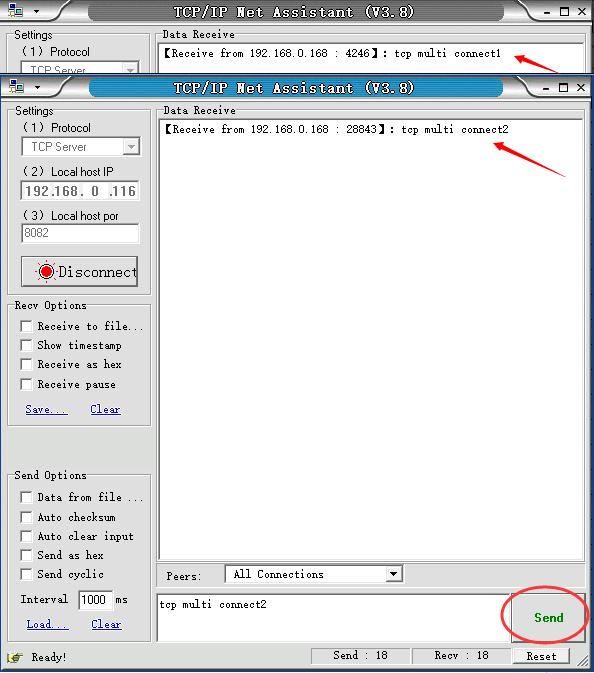 TCP/IP Net Assistant (V3.8)
Settings
(1) Protocol
TCP Server
Data Receive
【Receive from 192.168.0.168 : 4246】: tcp multi connect1
TCP/IP Net Assistant (V3.8)
Settings
(1) Protocol
TCP Server
(2) Local host IP
192.168. 0 .116
(3) Local host por
8082
Disconnect
Recv Options
Receive to file...
Show timestamp
Receive as hex
Receive pause
Save... Clear
Send Options
Data from file ...
Auto checksum
Auto clear input
Send as hex
Send cyclic
Interval 1000 ms
Load... Clear
Data Receive
【Receive from 192.168.0.168 : 28843】: tcp multi connect2
Peers: All Connections
tcp multi connect2
Send
Ready!
Send : 18 Recv : 18 Reset